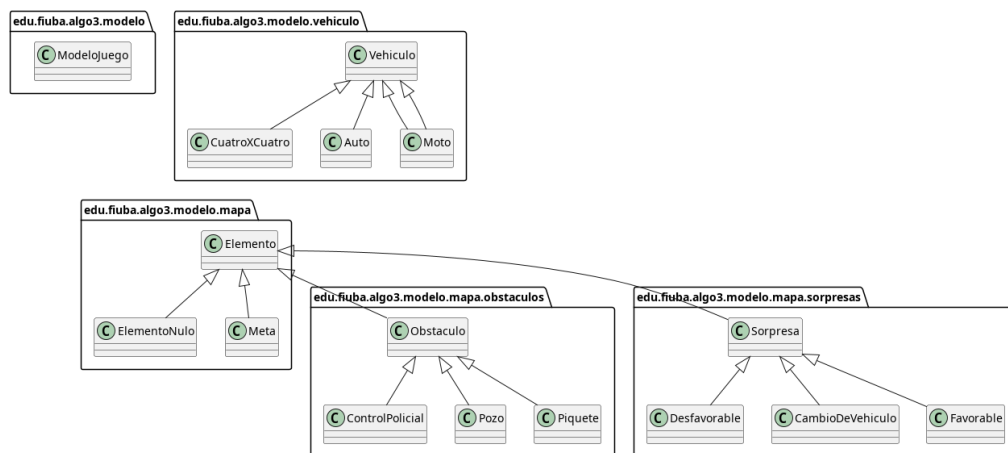 edu.fiuba.algo3.modelo
C ModeloJuego
edu.fiuba.algo3.modelo.vehiculo
C Vehiculo
C CuatroXCuatro
C Auto
C Moto
edu.fiuba.algo3.modelo.mapa
C Elemento
C ElementoNulo
C Meta
edu.fiuba.algo3.modelo.mapa.obstaculos
C Obstaculo
C ControlPolicial
C Pozo
C Piquete
edu.fiuba.algo3.modelo.mapa.sorpresas
C Sorpresa
C Desfavorable
C CambioDeVehiculo
C Favorable